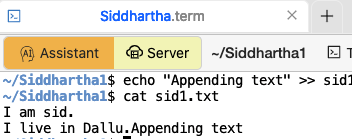 Siddhartha.term
Assistant
Server
~/Siddhartha1
~/Siddhartha1$ echo "Appending text" >> sid1
~/Siddhartha1$ cat sid1.txt
I am sid.
I live in Dallu.Appending text